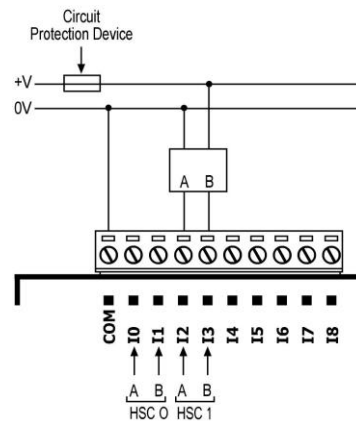 Circuit
Protection Device
+V
0V
A B
COM I0 I1 I2 I3 I4 I5 I6 I7 I8
A B A B
HSC 0 HSC 1